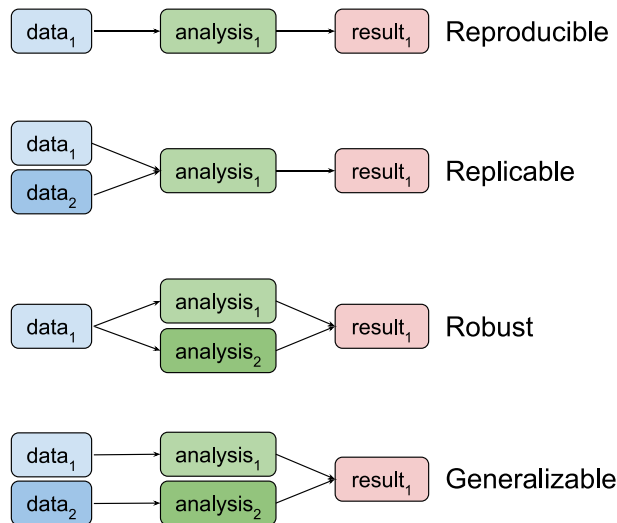 data₁ analysis₁ result₁ Reproducible
data₁
analysis₁ result₁ Replicable
data₂
analysis₁
data₁ result₁ Robust
analysis₂
data₁ analysis₁
result₁ Generalizable
data₂ analysis₂